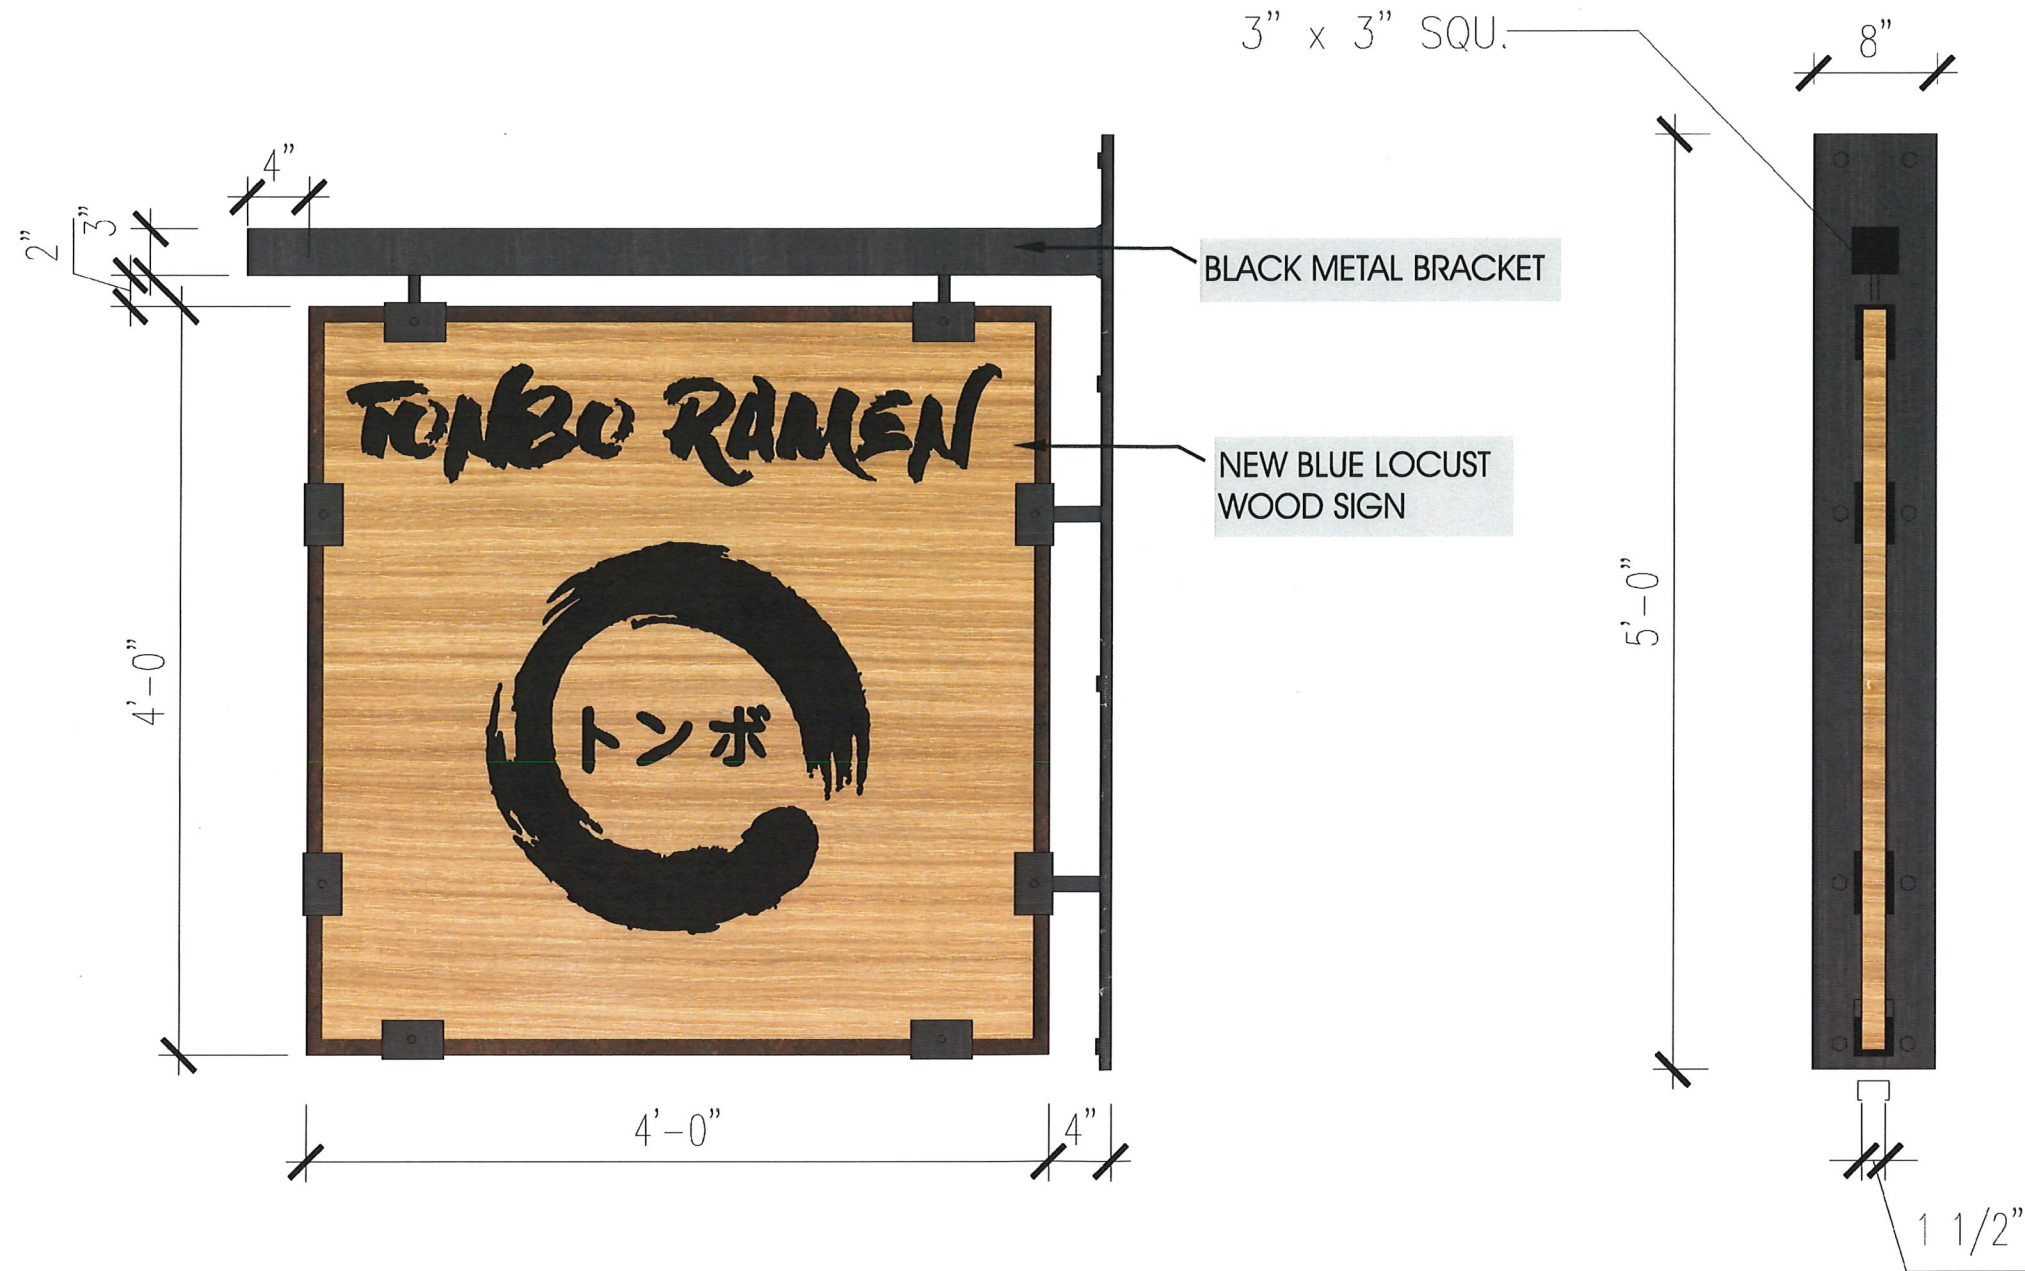 3” x 3” SQU.
8”
4”
2”
3”
BLACK METAL BRACKET
TONBO RAMEN
NEW BLUE LOCUST
WOOD SIGN
トンボ
4’-0”
5’-0”
4’-0”
4”
1 1/2”